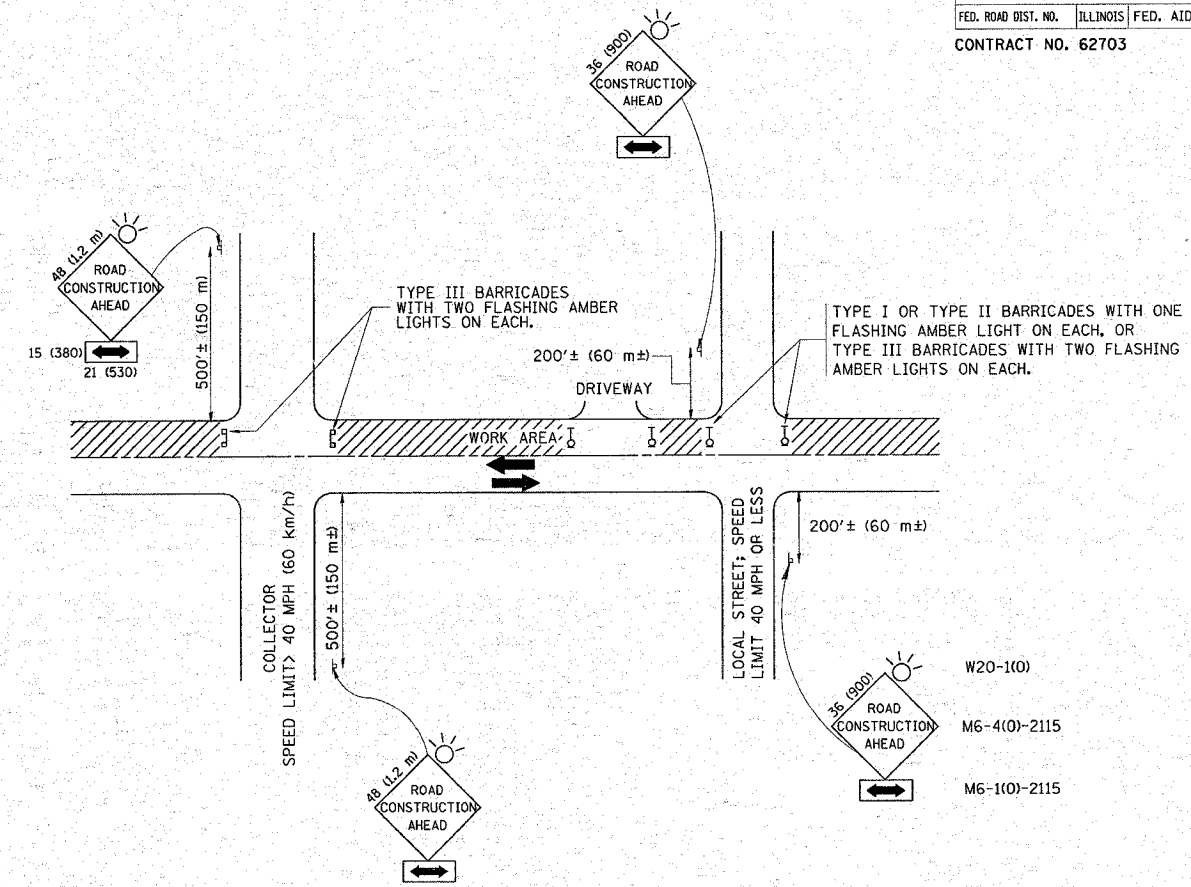 FED. ROAD DIST. NO. ILLINOIS FED. AID
CONTRACT NO. 62703
36 (900)
ROAD
CONSTRUCTION
AHEAD
48 (1.2 m)
ROAD
CONSTRUCTION
AHEAD
15 (380)
21 (530)
500'± (150 m)
TYPE III BARRICADES
WITH TWO FLASHING AMBER
LIGHTS ON EACH.
200'± (60 m±)
DRIVEWAY
TYPE I OR TYPE II BARRICADES WITH ONE
FLASHING AMBER LIGHT ON EACH, OR
TYPE III BARRICADES WITH TWO FLASHING
AMBER LIGHTS ON EACH.
WORK AREA
COLLECTOR
SPEED LIMIT> 40 MPH (60 km/h)
500'± (150 m±)
LOCAL STREET; SPEED
LIMIT 40 MPH OR LESS
200'± (60 m±)
48 (1.2 m)
ROAD
CONSTRUCTION
AHEAD
36 (900)
ROAD
CONSTRUCTION
AHEAD
W20-1(O)
M6-4(O)-2115
M6-1(O)-2115